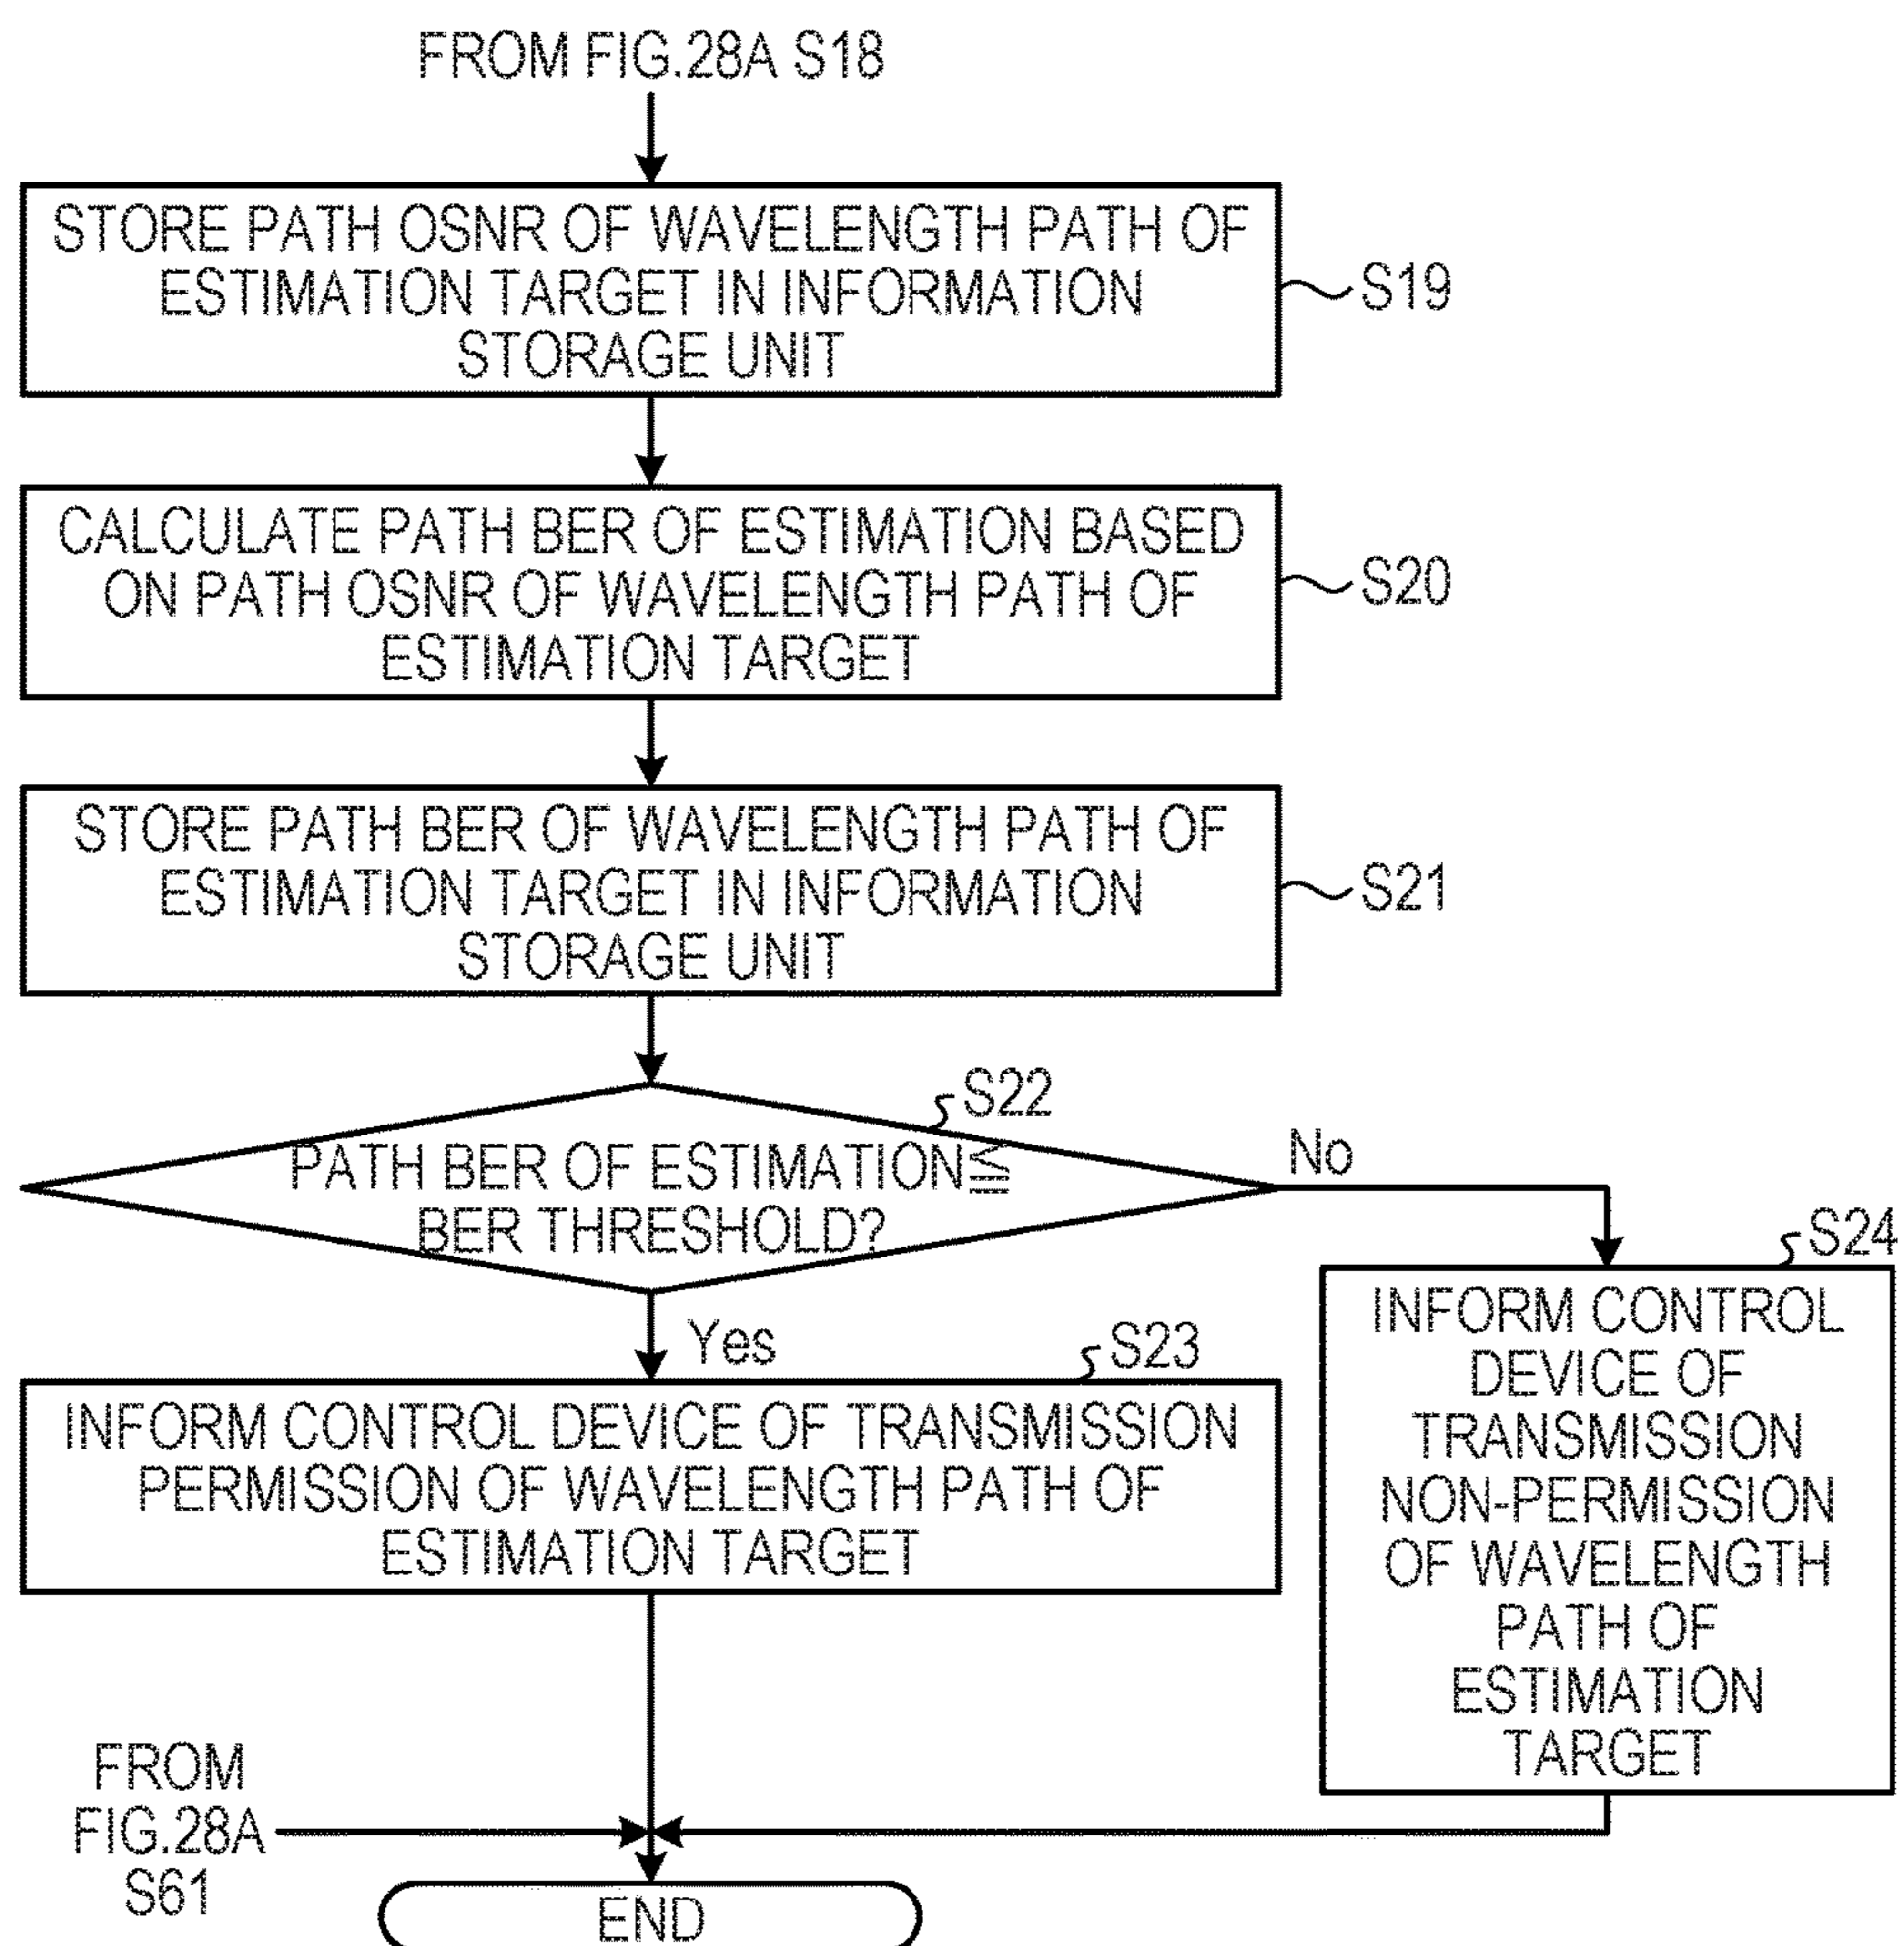 FROM FIG.28A S18
STORE PATH OSNR OF WAVELENGTH PATH OF
ESTIMATION TARGET IN INFORMATION
STORAGE UNIT
S19
CALCULATE PATH BER OF ESTIMATION BASED
ON PATH OSNR OF WAVELENGTH PATH OF
ESTIMATION TARGET
S20
STORE PATH BER OF WAVELENGTH PATH OF
ESTIMATION TARGET IN INFORMATION
STORAGE UNIT
S21
S22
PATH BER OF ESTIMATION≦
BER THRESHOLD?
No
Yes
S23
INFORM CONTROL DEVICE OF TRANSMISSION
PERMISSION OF WAVELENGTH PATH OF
ESTIMATION TARGET
S24
INFORM CONTROL
DEVICE OF
TRANSMISSION
NON-PERMISSION
OF WAVELENGTH
PATH OF
ESTIMATION
TARGET
FROM
FIG.28A
S61
END